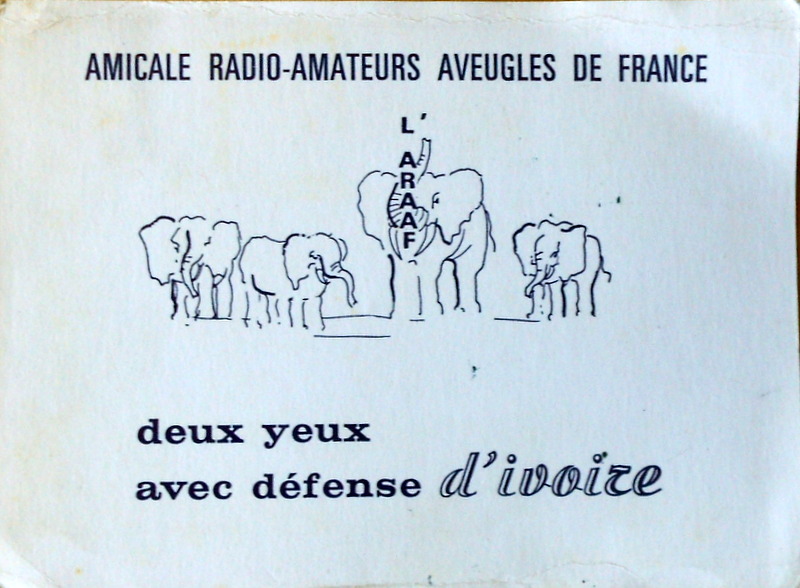 AMICALE RADIO-AMATEURS AVEUGLES DE FRANCE
L'ARAAF
deux yeux
avec défense d'ivoire